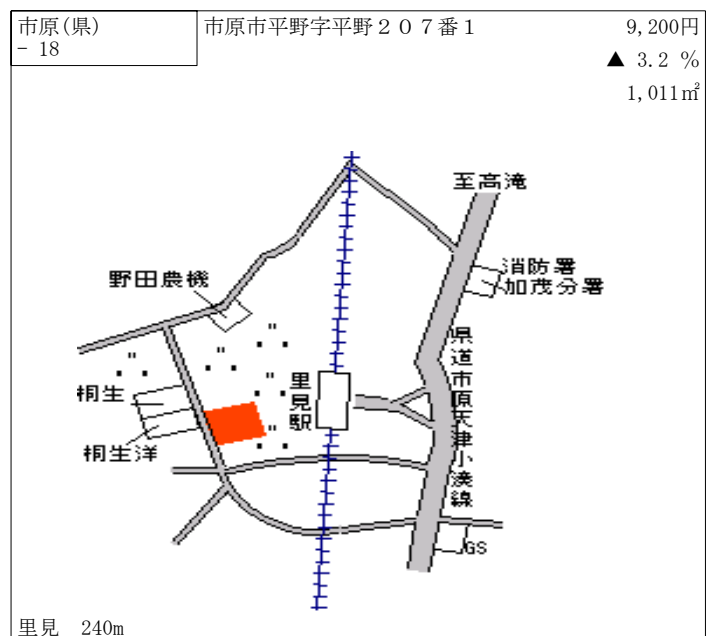 市原(県)
- 18
市原市平野字平野２０７番１
9,200円
▲ 3.2 %
1,011㎡
至高滝
消防署
加茂分署
野田農機
県道市原天津小湊線
里見駅
桐生
桐生洋
GS
里見 240m